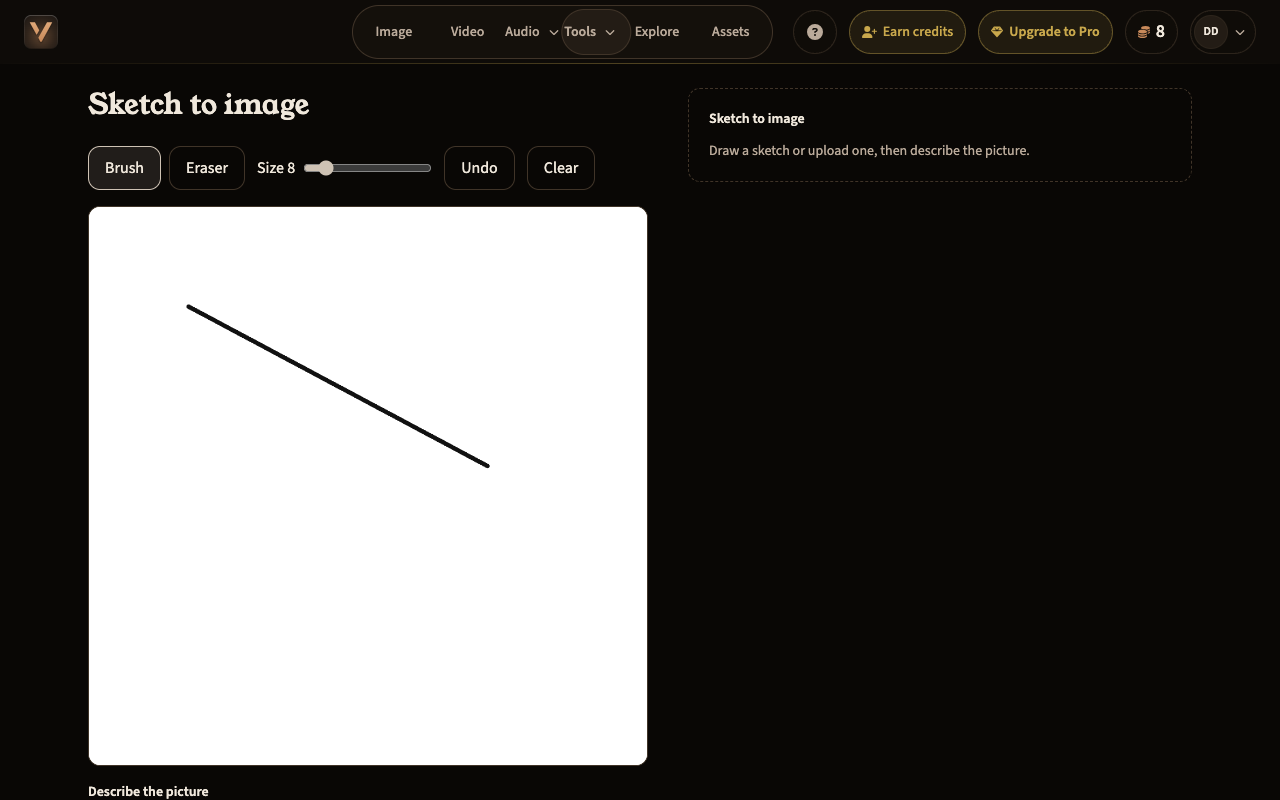 Image Video Audio Tools Explore Assets ? Earn credits Upgrade to Pro 8 DD
Sketch to image
Brush Eraser Size 8 Undo Clear
Sketch to image
Draw a sketch or upload one, then describe the picture.
Describe the picture